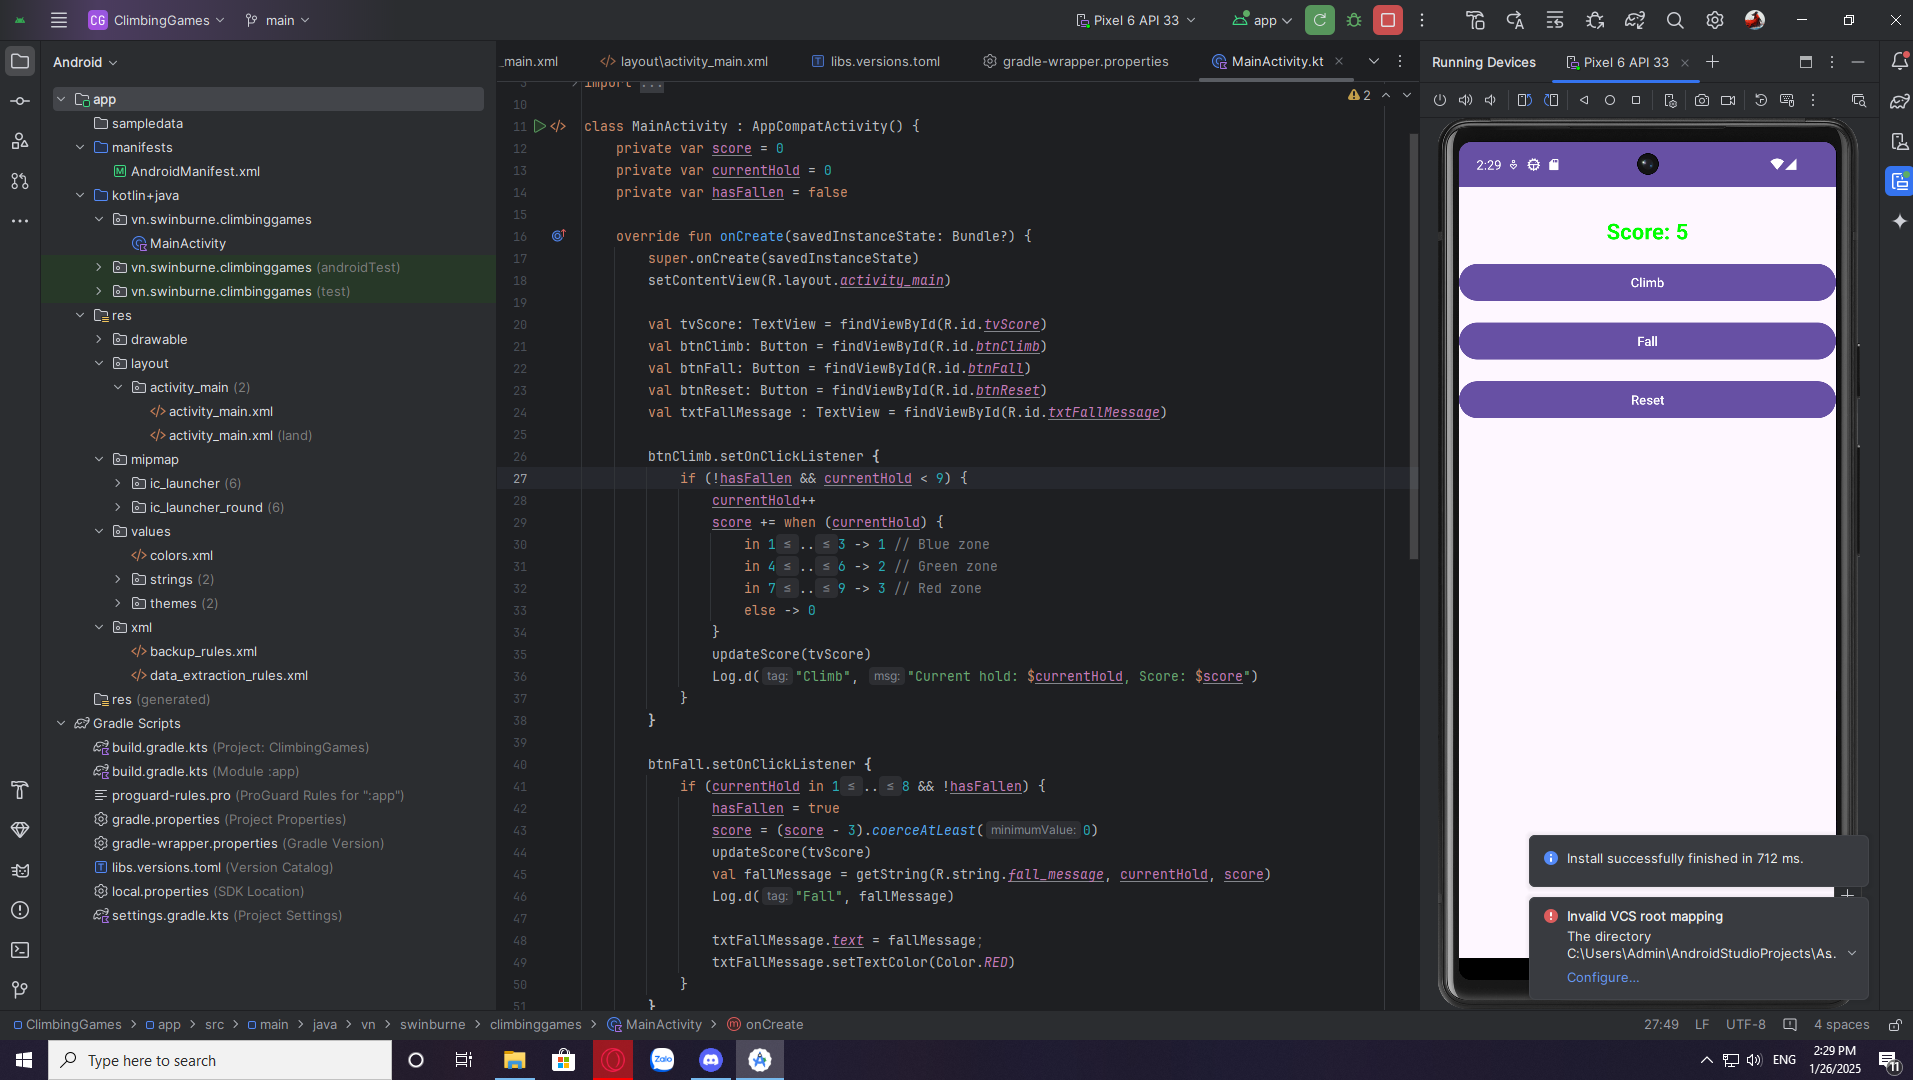 CG ClimbingGames main Pixel 6 API 33 app
Android
app
sampledata
manifests
AndroidManifest.xml
kotlin+java
vn.swinburne.climbinggames
MainActivity
vn.swinburne.climbinggames (androidTest)
vn.swinburne.climbinggames (test)
res
drawable
layout
activity_main (2)
activity_main.xml
activity_main.xml (land)
mipmap
ic_launcher (6)
ic_launcher_round (6)
values
colors.xml
strings (2)
themes (2)
xml
backup_rules.xml
data_extraction_rules.xml
res (generated)
Gradle Scripts
build.gradle.kts (Project: ClimbingGames)
build.gradle.kts (Module :app)
proguard-rules.pro (ProGuard Rules for ":app")
gradle.properties (Project Properties)
gradle-wrapper.properties (Gradle Version)
libs.versions.toml (Version Catalog)
local.properties (SDK Location)
settings.gradle.kts (Project Settings)
_main.xml layout\activity_main.xml libs.versions.toml gradle-wrapper.properties MainActivity.kt
2
3 import ...
10
11 class MainActivity : AppCompatActivity() {
12 private var score = 0
13 private var currentHold = 0
14 private var hasFallen = false
15
16 override fun onCreate(savedInstanceState: Bundle?) {
17 super.onCreate(savedInstanceState)
18 setContentView(R.layout.activity_main)
19
20 val tvScore: TextView = findViewById(R.id.tvScore)
21 val btnClimb: Button = findViewById(R.id.btnClimb)
22 val btnFall: Button = findViewById(R.id.btnFall)
23 val btnReset: Button = findViewById(R.id.btnReset)
24 val txtFallMessage : TextView = findViewById(R.id.txtFallMessage)
25
26 btnClimb.setOnClickListener {
27 if (!hasFallen && currentHold < 9) {
28 currentHold++
29 score += when (currentHold) {
30 in 1 ≤ .. ≤ 3 -> 1 // Blue zone
31 in 4 ≤ .. ≤ 6 -> 2 // Green zone
32 in 7 ≤ .. ≤ 9 -> 3 // Red zone
33 else -> 0
34 }
35 updateScore(tvScore)
36 Log.d( tag: "Climb", msg: "Current hold: $currentHold, Score: $score")
37 }
38 }
39
40 btnFall.setOnClickListener {
41 if (currentHold in 1 ≤ .. ≤ 8 && !hasFallen) {
42 hasFallen = true
43 score = (score - 3).coerceAtLeast( minimumValue: 0)
44 updateScore(tvScore)
45 val fallMessage = getString(R.string.fall_message, currentHold, score)
46 Log.d( tag: "Fall", fallMessage)
47
48 txtFallMessage.text = fallMessage;
49 txtFallMessage.setTextColor(Color.RED)
50 }
51 }
Running Devices Pixel 6 API 33
2:29
Score: 5
Climb
Fall
Reset
Install successfully finished in 712 ms.
Invalid VCS root mapping
The directory
C:\Users\Admin\AndroidStudioProjects\As..
Configure...
ClimbingGames app src main java vn swinburne climbinggames MainActivity onCreate 27:49 LF UTF-8 4 spaces
Type here to search
Zalo
ENG
2:29 PM
1/26/2025
11